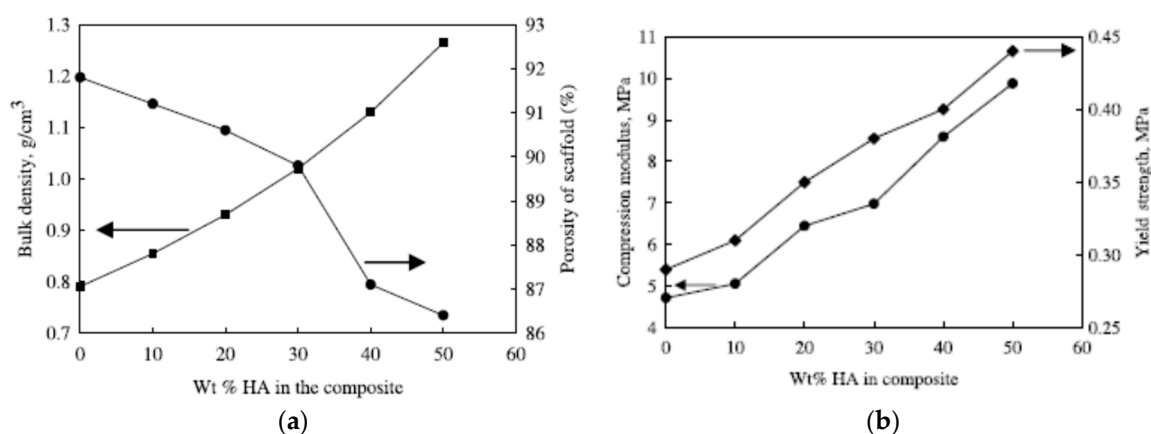 1.3
1.2
1.1
1.0
0.9
0.8
0.7
Bulk density, g/cm³
93
92
91
90
89
88
87
86
Porosity of scaffold (%)
0 10 20 30 40 50 60
Wt % HA in the composite
(a)
11
10
9
8
7
6
5
4
Compression modulus, MPa
0.45
0.40
0.35
0.30
0.25
Yield strength, MPa
0 10 20 30 40 50 60
Wt% HA in composite
(b)